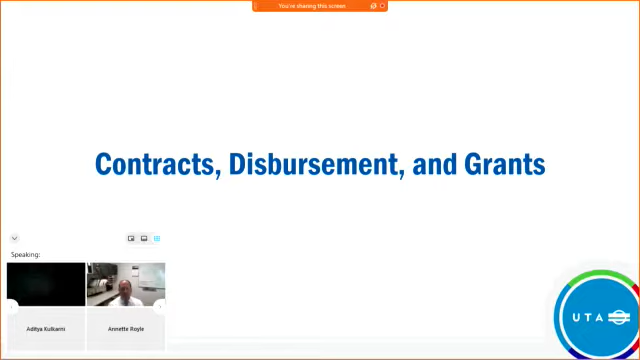 You're sharing this screen
Contracts, Disbursement, and Grants
Speaking:
Aditya Kulkarni
Annette Royle
UTA